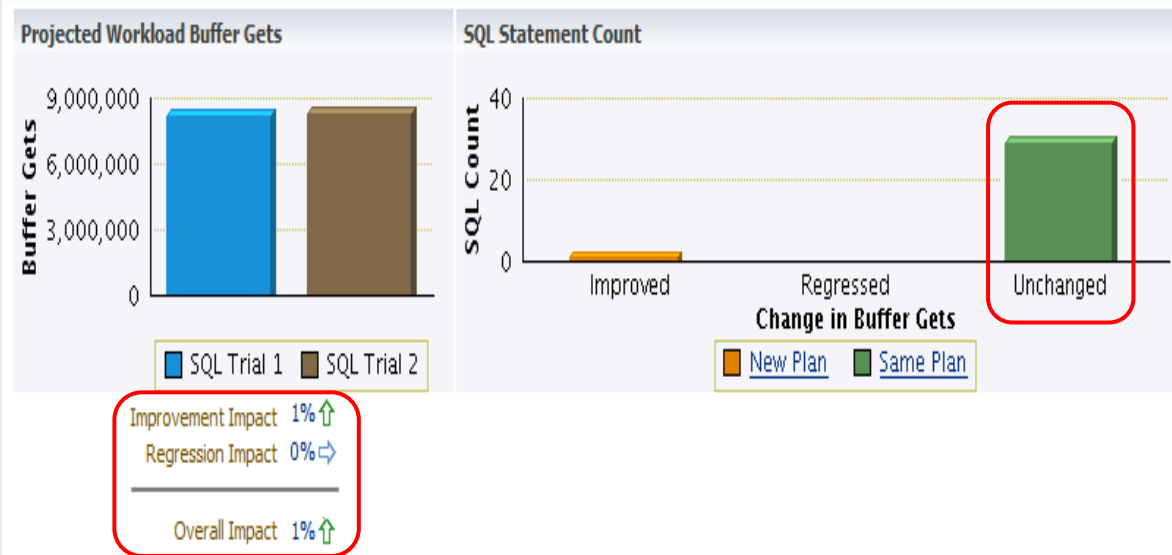 Projected Workload Buffer Gets
Buffer Gets
9,000,000
6,000,000
3,000,000
0
SQL Trial 1 SQL Trial 2
Improvement Impact 1%
Regression Impact 0%
Overall Impact 1%
SQL Statement Count
SQL Count
40
20
0
Improved Regressed Unchanged
Change in Buffer Gets
New Plan Same Plan